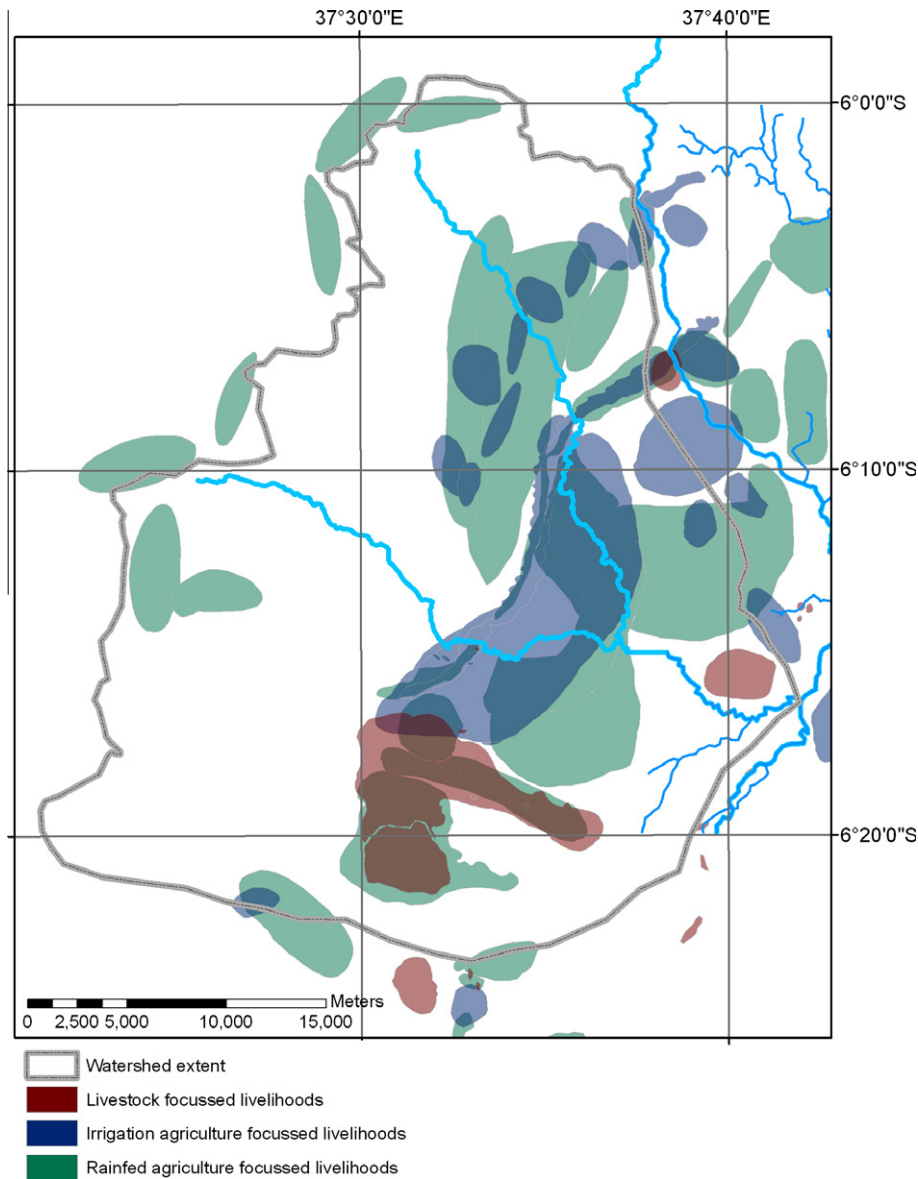 37°30'0"E 37°40'0"E
6°0'0"S
6°10'0"S
6°20'0"S
Meters
0 2,500 5,000 10,000 15,000
Watershed extent
Livestock focussed livelihoods
Irrigation agriculture focussed livelihoods
Rainfed agriculture focussed livelihoods